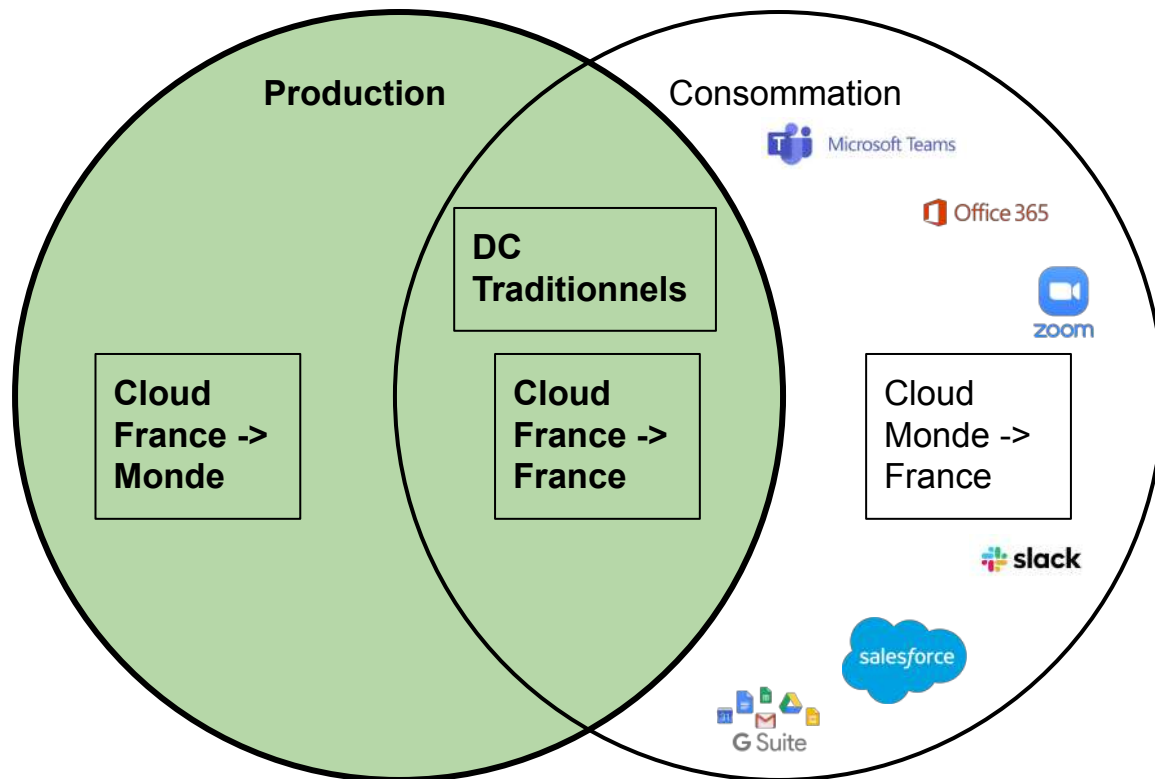 Production
Consommation
Microsoft Teams
Office 365
zoom
DC
Traditionnels
Cloud
France ->
Monde
Cloud
France ->
France
Cloud
Monde ->
France
slack
salesforce
G Suite